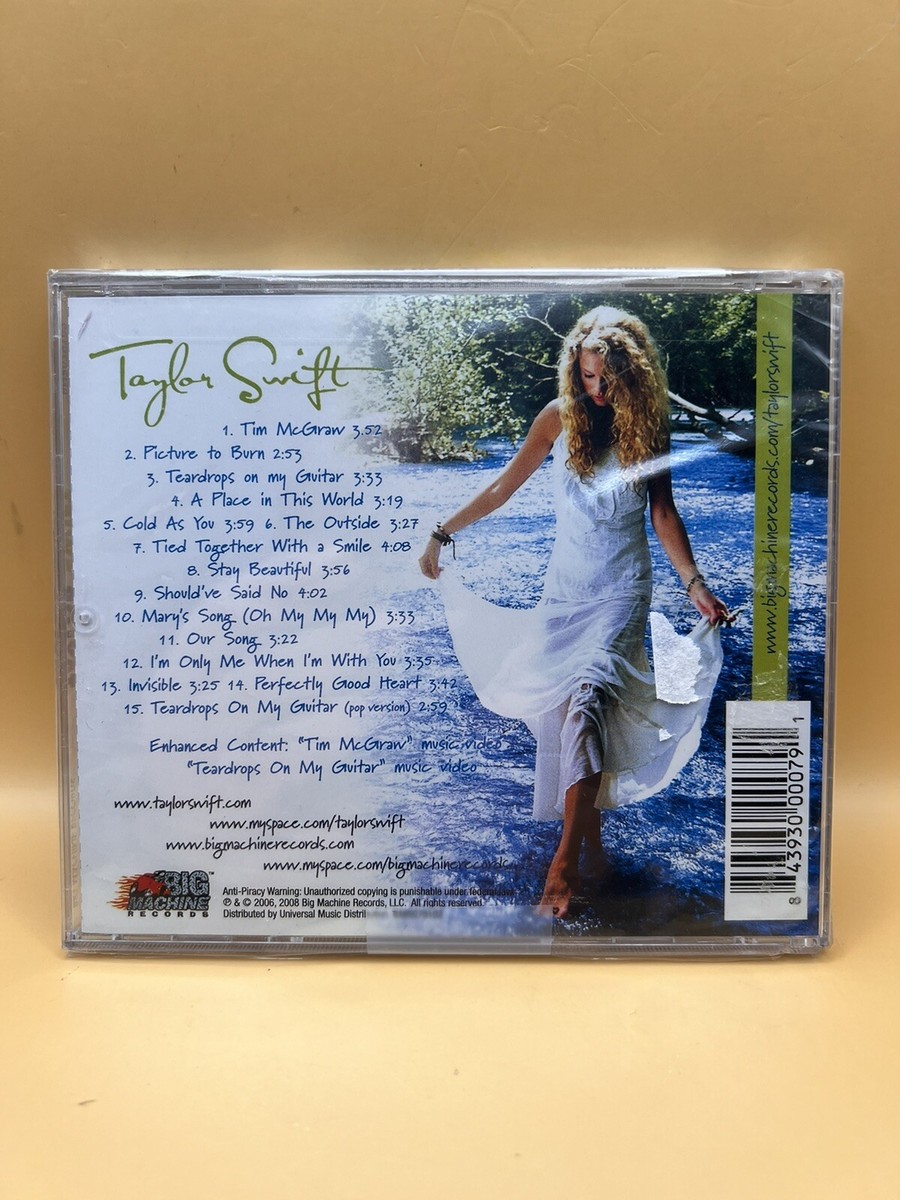 Taylor Swift
1. Tim McGraw 3:52
2. Picture to Burn 2:53
3. Teardrops on my Guitar 3:33
4. A Place in This World 3:19
5. Cold As You 3:59 6. The Outside 3:27
7. Tied Together With a Smile 4:08
8. Stay Beautiful 3:56
9. Should've Said No 4:02
10. Mary's Song (Oh My My My) 3:33
11. Our Song 3:22
12. I'm Only Me When I'm With You 3:35
13. Invisible 3:25 14. Perfectly Good Heart 3:42
15. Teardrops On My Guitar (pop version) 2:59
Enhanced Content: "Tim McGraw" music video
"Teardrops On My Guitar" music video
www.taylorswift.com
www.myspace.com/taylorswift
www.bigmachinerecords.com
www.myspace.com/bigmachinerecords
BIG
MACHINE
RECORDS
Anti-Piracy Warning: Unauthorized copying is punishable under
℗ & © 2006, 2008 Big Machine Records, LLC. All rights reserved
Distributed by Universal Music
www.bigmachinerecords.com/taylorswift
8 43930 00079 1